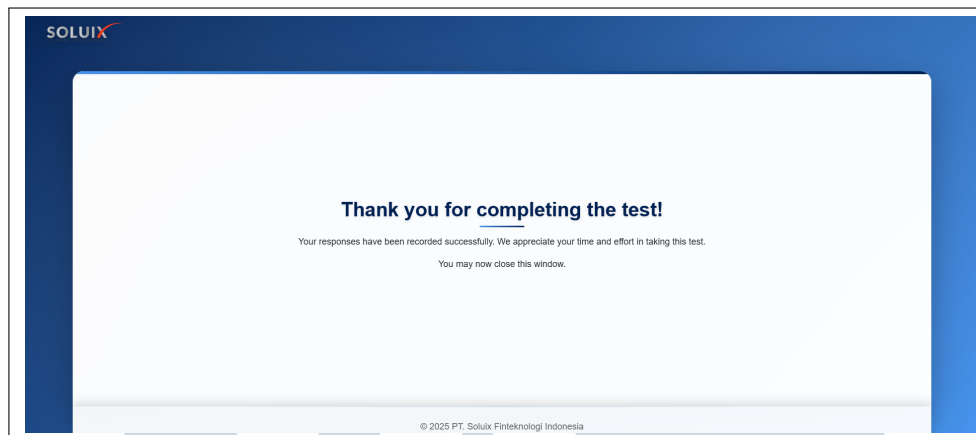 SOLUIX
Thank you for completing the test!
Your responses have been recorded successfully. We appreciate your time and effort in taking this test.
You may now close this window.
© 2025 PT. Soluix Finteknologi Indonesia